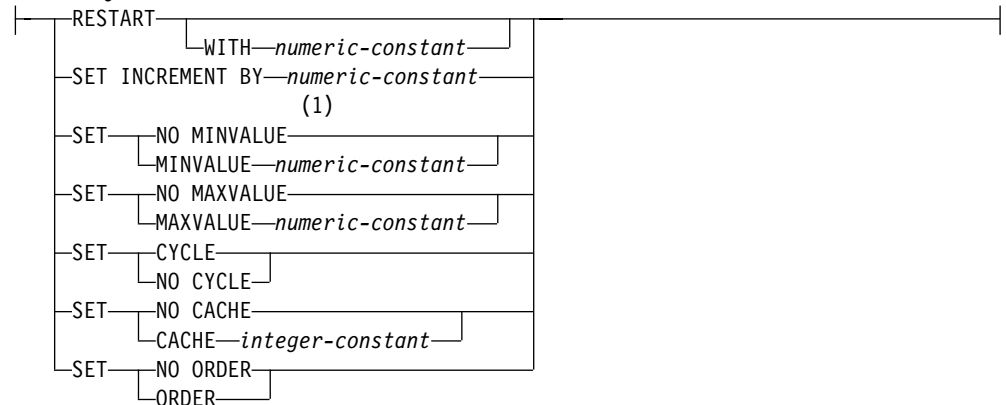 RESTART
WITH numeric-constant
SET INCREMENT BY numeric-constant
(1)
SET NO MINVALUE
MINVALUE numeric-constant
SET NO MAXVALUE
MAXVALUE numeric-constant
SET CYCLE
NO CYCLE
SET NO CACHE
CACHE integer-constant
SET NO ORDER
ORDER